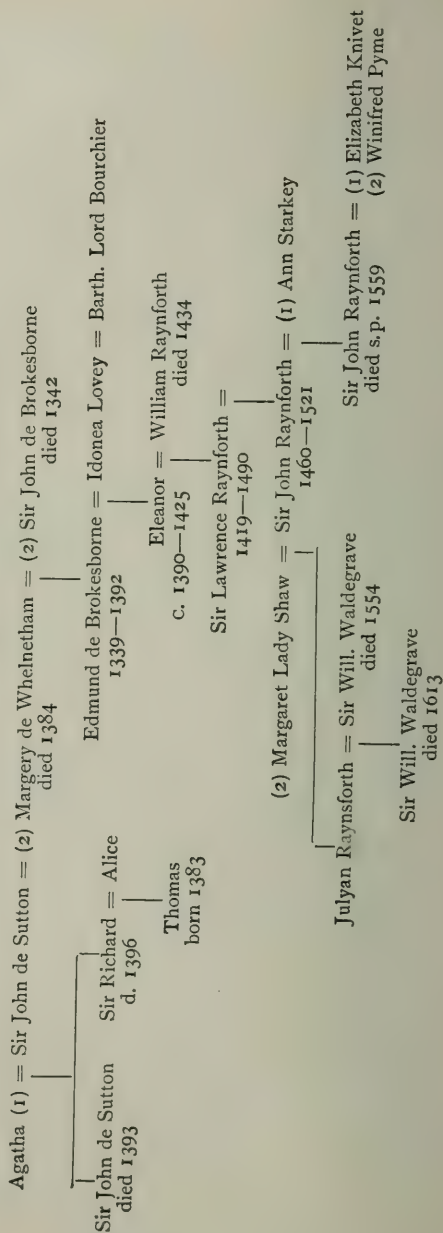 Agatha (1) = Sir John de Sutton = (2) Margery de Whelnetham = (2) Sir John de Brokesborne
died 1384
died 1342
Sir John de Sutton
died 1393
Sir Richard = Alice
d. 1396
Thomas
born 1383
Edmund de Brokesborne = Idonea Lovey = Barth. Lord Bourchier
1339—1392
Eleanor = William Raynforth
c. 1390—1425
died 1434
Sir Lawrence Raynforth =
1419—1490
(2) Margaret Lady Shaw = Sir John Raynforth = (1) Ann Starkey
1460—1521
Julyan Raynsforth = Sir Will. Waldegrave
died 1554
Sir Will. Waldegrave
died 1613
Sir John Raynforth = (1) Elizabeth Knivet
died s.p. 1559
(2) Winifred Pyme